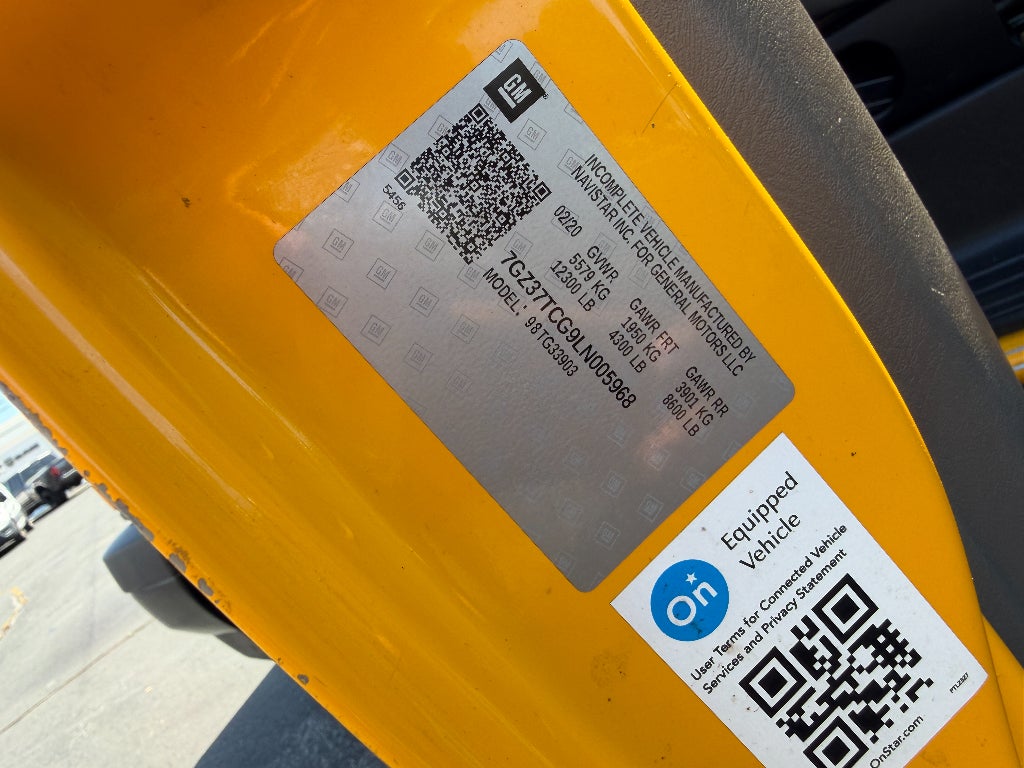 GM
5456
INCOMPLETE VEHICLE MANUFACTURED BY
NAVISTAR INC. FOR GENERAL MOTORS LLC
02/20 GVWR GAWR FRT GAWR RR
5579 KG 1950 KG 3901 KG
12300 LB 4300 LB 8600 LB
7GZ37TCG9LN005968
MODEL: 98TG33903
On
Equipped
Vehicle
User Terms for Connected Vehicle
Services and Privacy Statement
OnStar.com